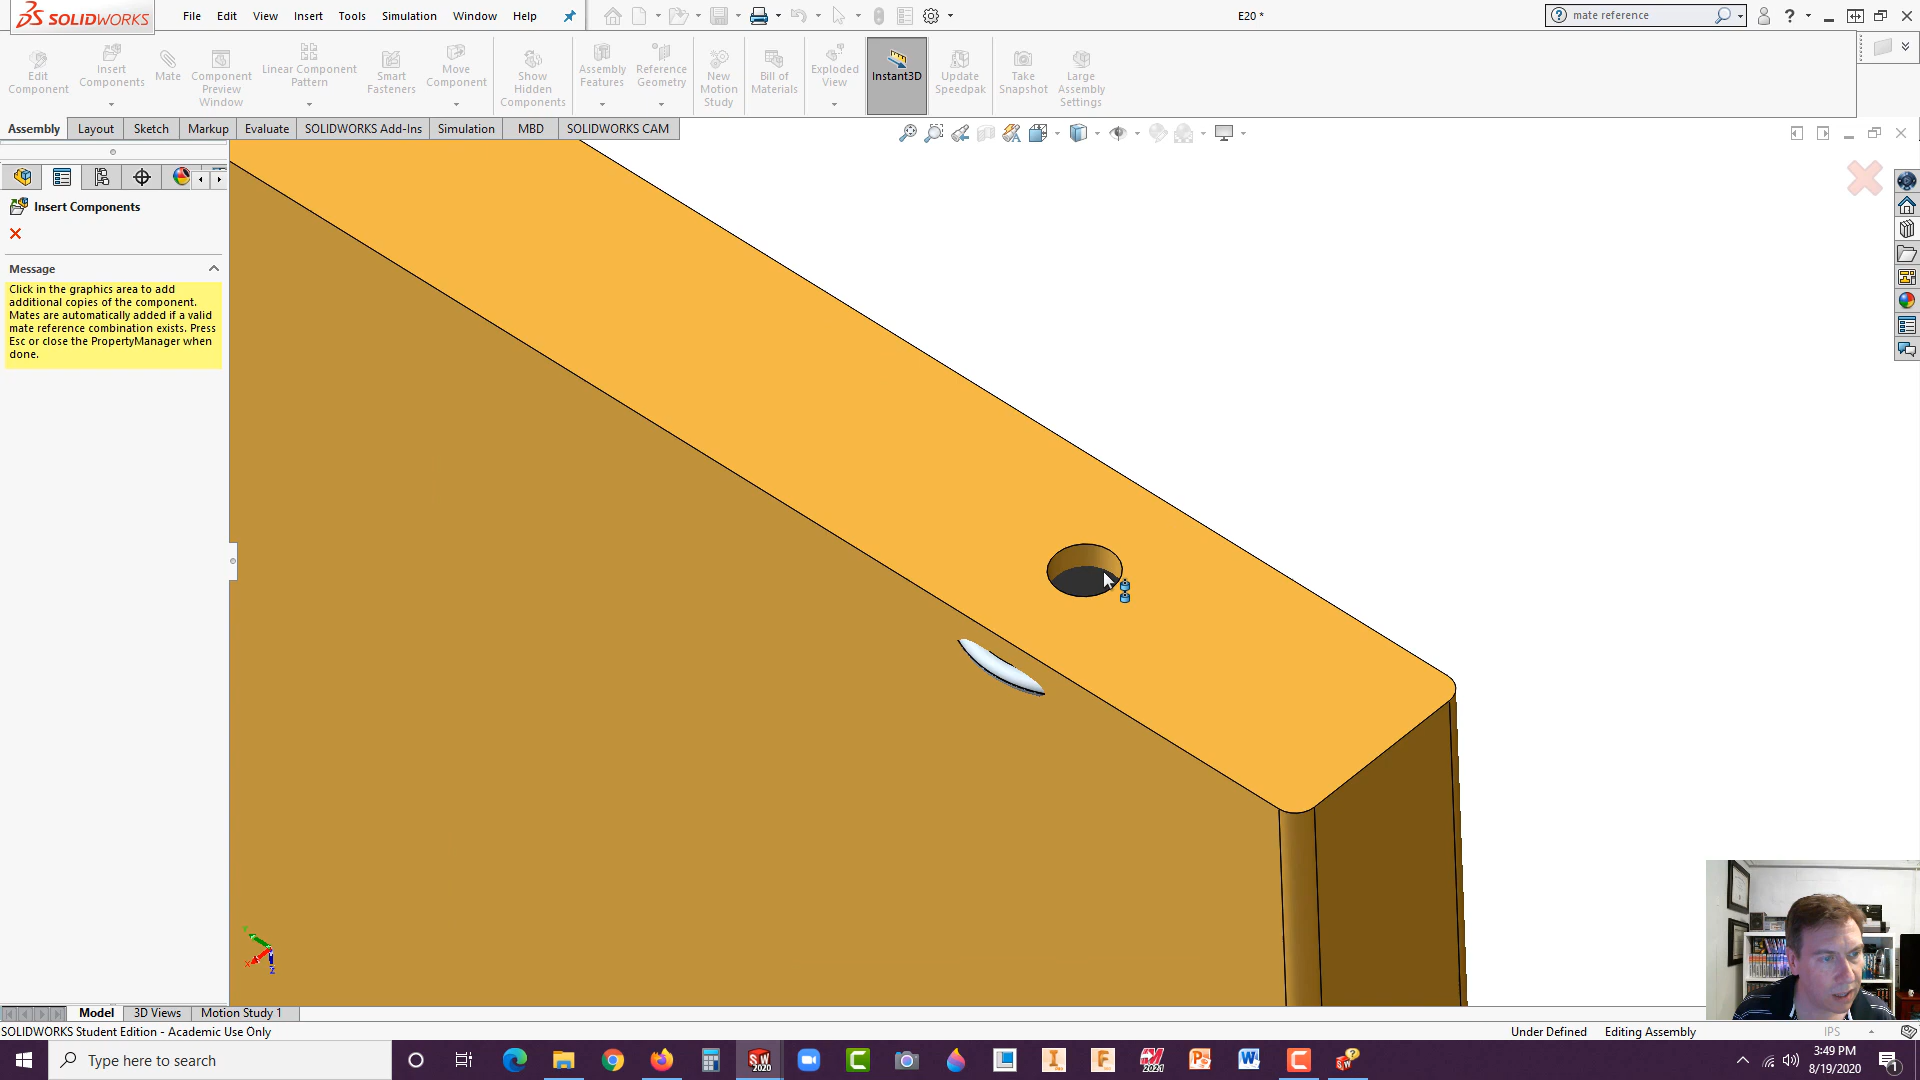 SOLIDWORKS
File Edit View Insert Tools Simulation Window Help
E20 *
mate reference
Edit Component
Insert Components
Mate
Component Preview Window
Linear Component Pattern
Smart Fasteners
Move Component
Show Hidden Components
Assembly Features
Reference Geometry
New Motion Study
Bill of Materials
Exploded View
Instant3D
Update Speedpak
Take Snapshot
Large Assembly Settings
Assembly Layout Sketch Markup Evaluate SOLIDWORKS Add-Ins Simulation MBD SOLIDWORKS CAM
Insert Components
Message
Click in the graphics area to add
additional copies of the component.
Mates are automatically added if a valid
mate reference combination exists. Press
Esc or close the PropertyManager when
done.
Y
X
Z
Model 3D Views Motion Study 1
SOLIDWORKS Student Edition - Academic Use Only
Under Defined Editing Assembly IPS
Type here to search
SW 2020
3:49 PM
8/19/2020